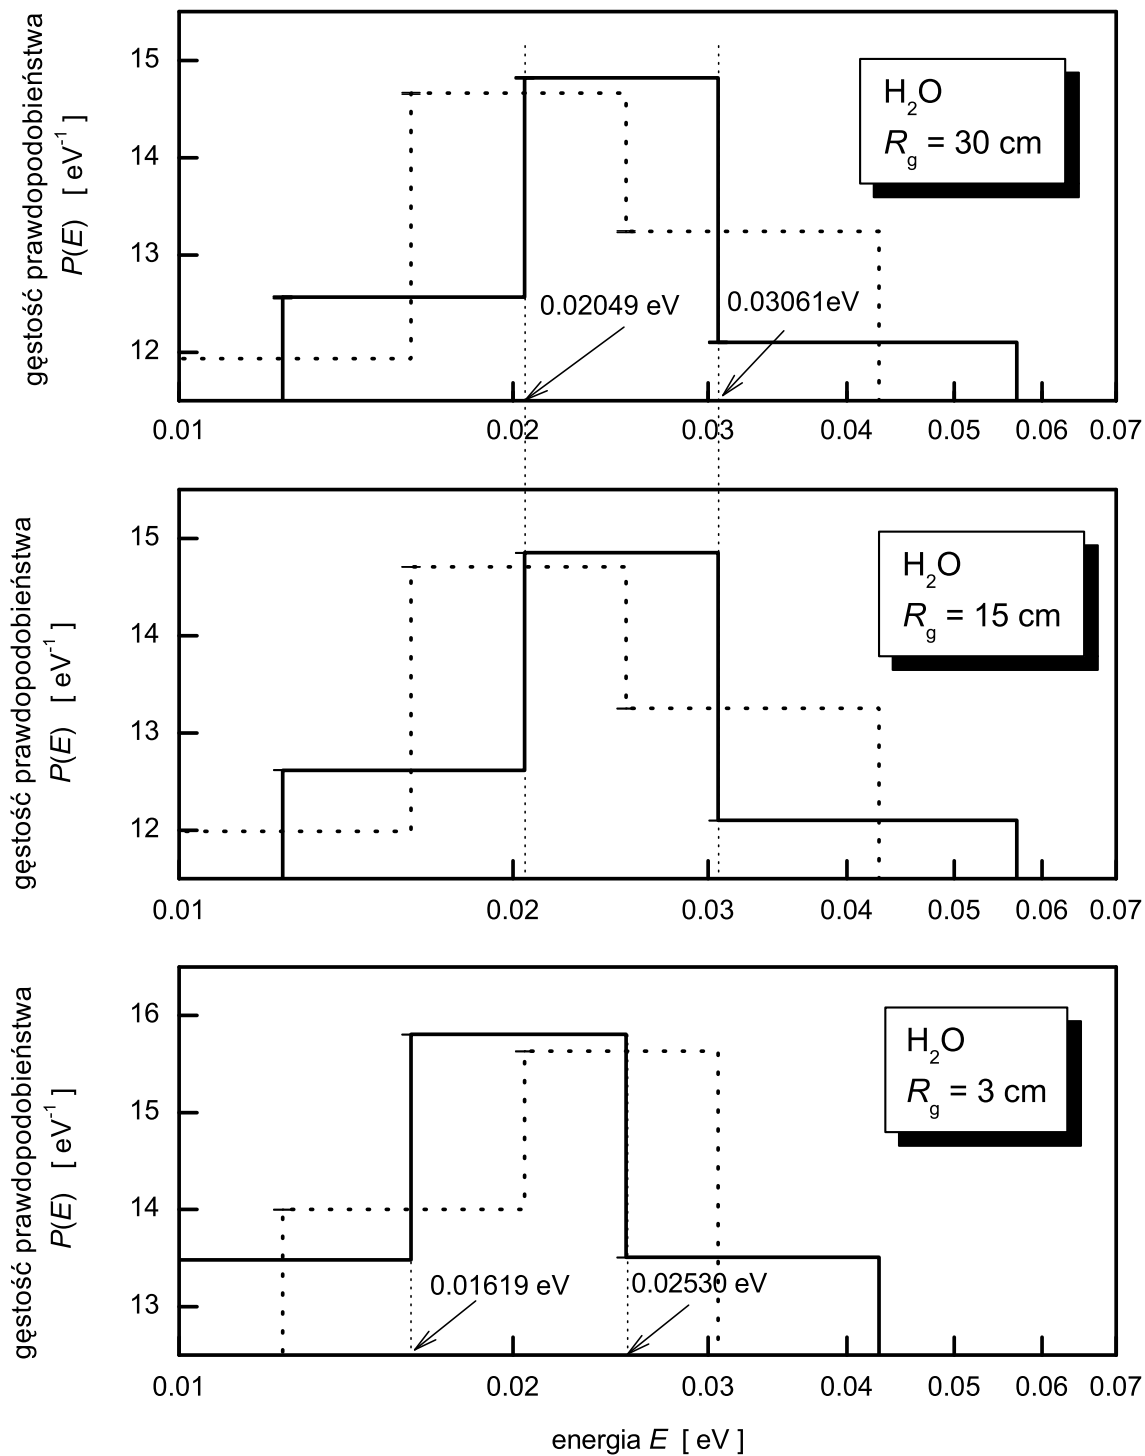 gęstość prawdopodobieństwa
P(E) [ eV⁻¹ ]
15
14
13
12
H₂O
R_g = 30 cm
0.02049 eV
0.03061eV
0.01 0.02 0.03 0.04 0.05 0.06 0.07
gęstość prawdopodobieństwa
P(E) [ eV⁻¹ ]
15
14
13
12
H₂O
R_g = 15 cm
0.01 0.02 0.03 0.04 0.05 0.06 0.07
gęstość prawdopodobieństwa
P(E) [ eV⁻¹ ]
16
15
14
13
H₂O
R_g = 3 cm
0.01619 eV
0.02530 eV
0.01 0.02 0.03 0.04 0.05 0.06 0.07
energia E [ eV ]